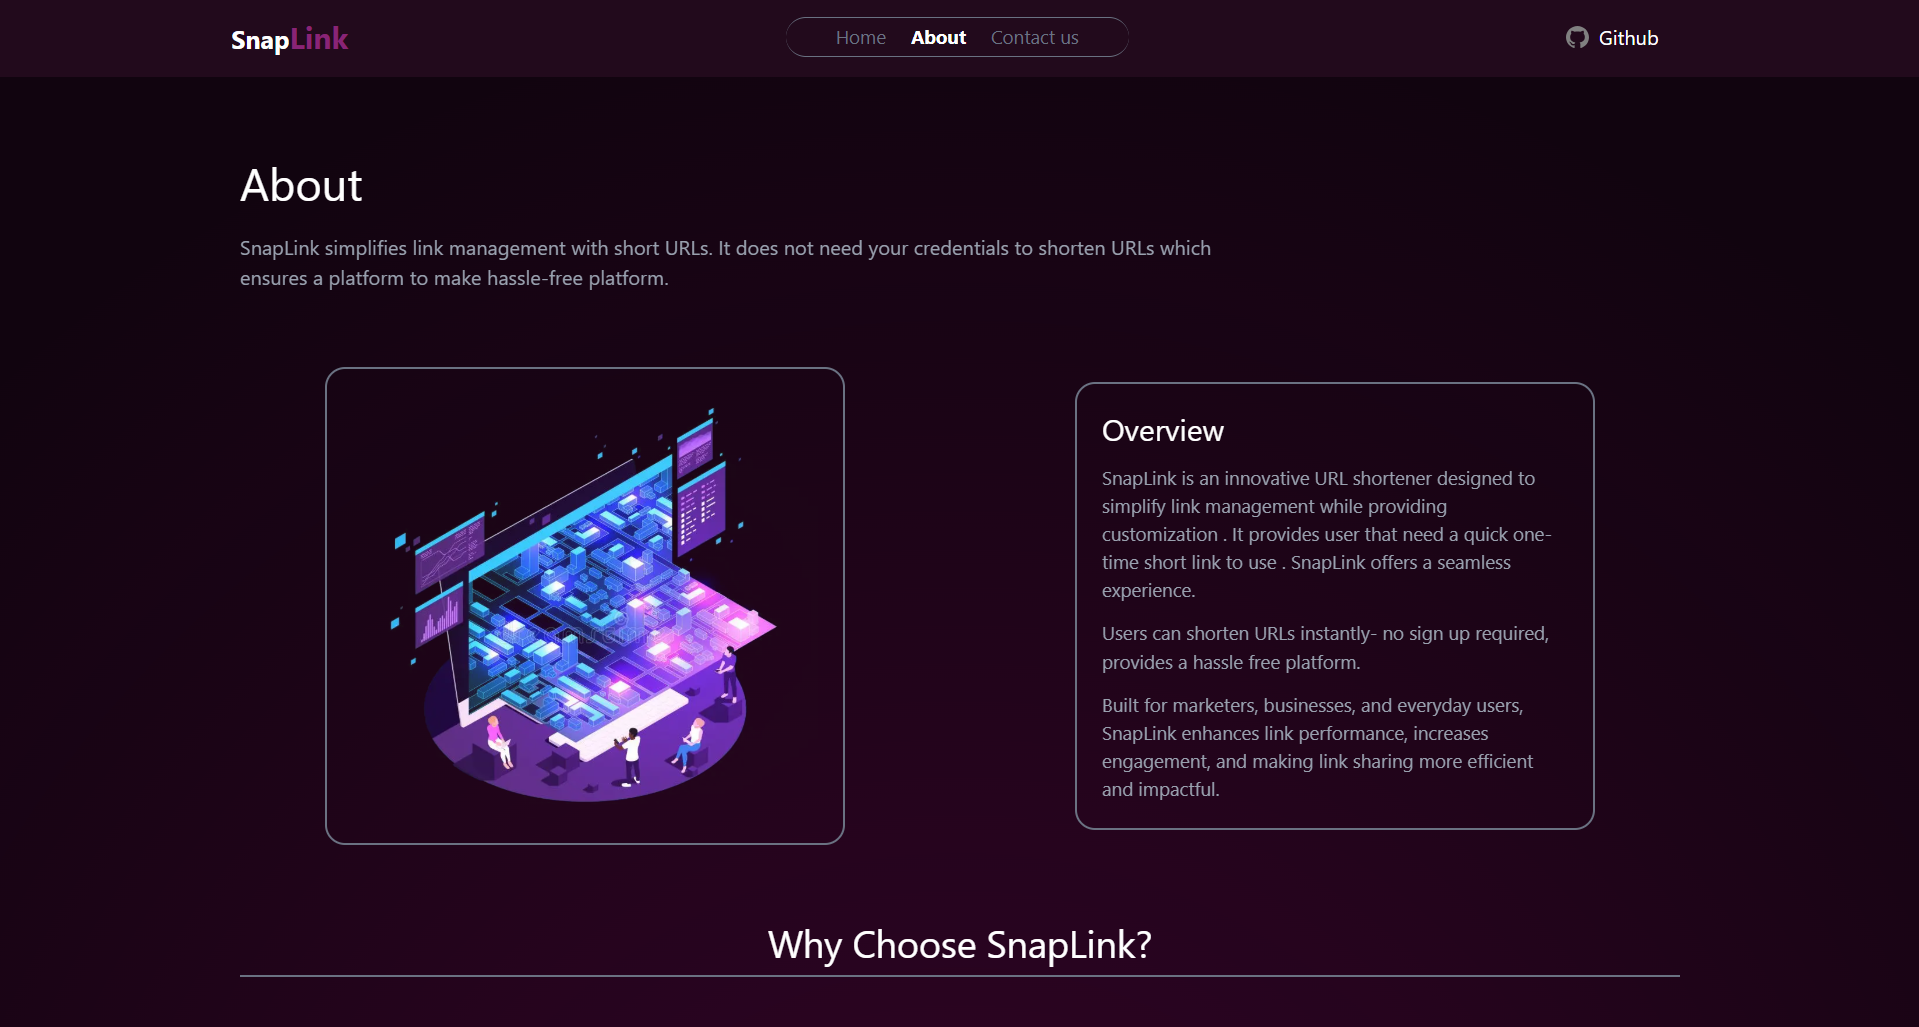 SnapLink
Home About Contact us
Github
About
SnapLink simplifies link management with short URLs. It does not need your credentials to shorten URLs which
ensures a platform to make hassle-free platform.
Overview
SnapLink is an innovative URL shortener designed to
simplify link management while providing
customization . It provides user that need a quick one-
time short link to use . SnapLink offers a seamless
experience.
Users can shorten URLs instantly- no sign up required,
provides a hassle free platform.
Built for marketers, businesses, and everyday users,
SnapLink enhances link performance, increases
engagement, and making link sharing more efficient
and impactful.
Why Choose SnapLink?